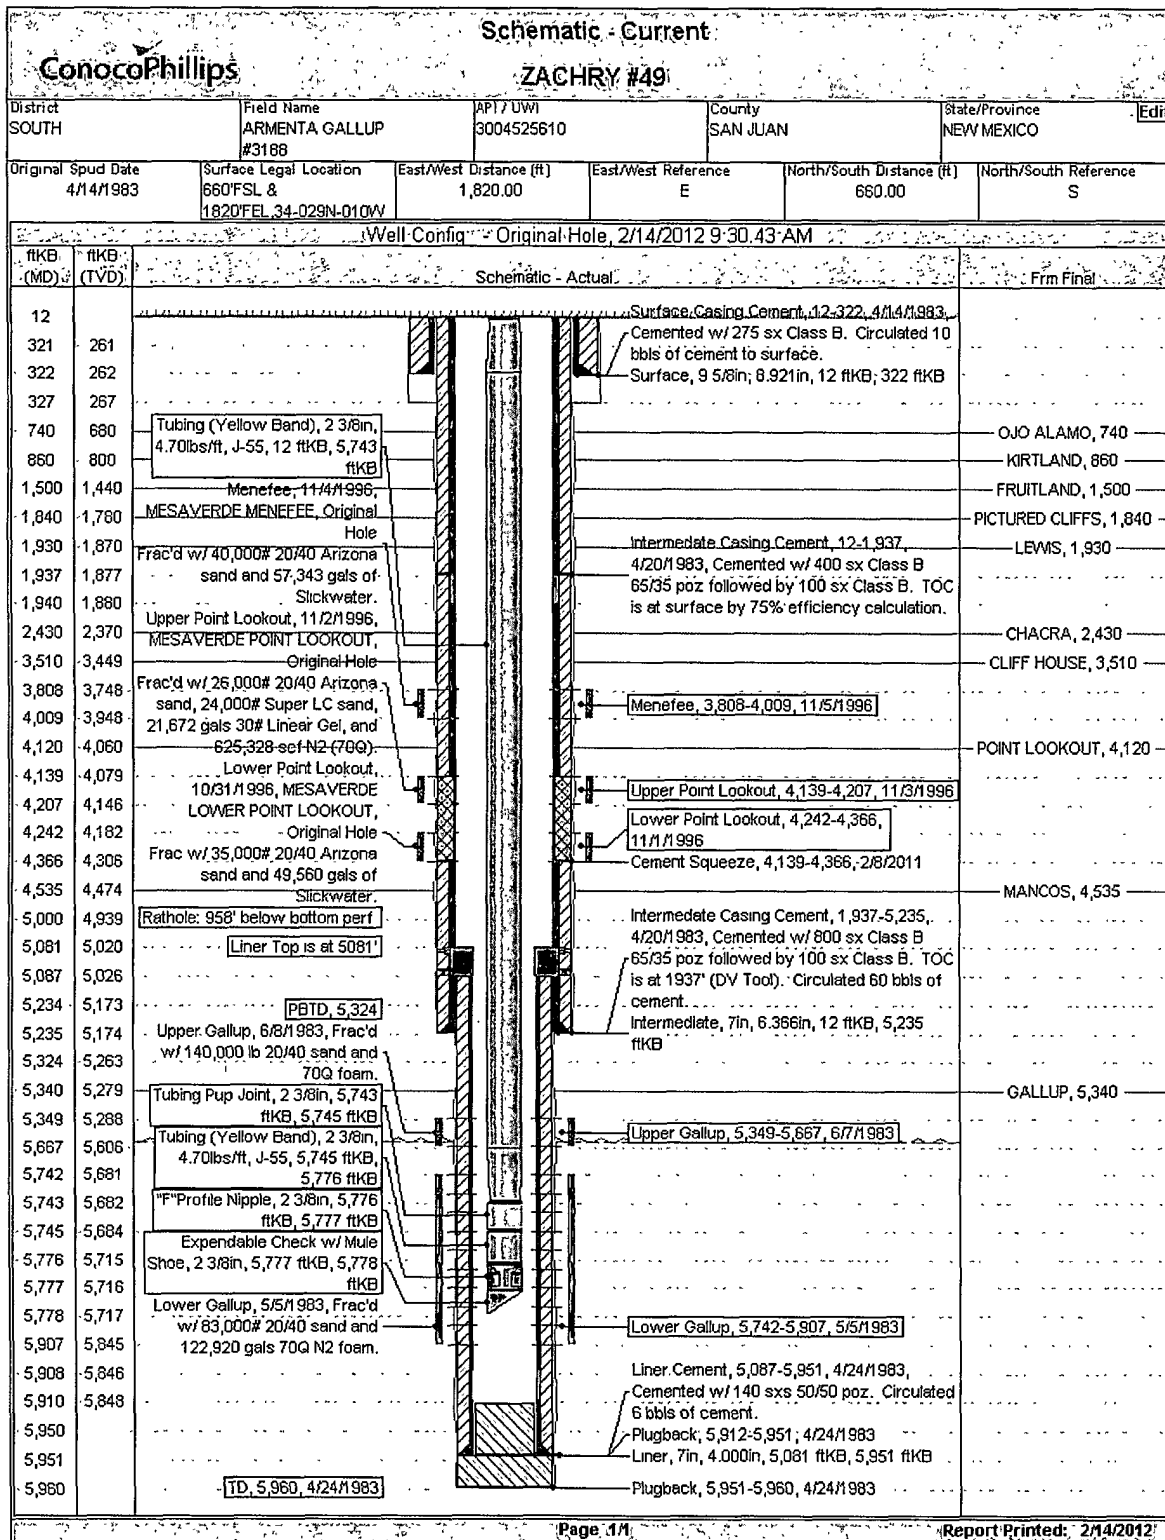 Schematic - Current
ConocoPhillips
ZACHRY #49
District
SOUTH
Field Name
ARMENTA GALLUP
#3188
API / UWI
3004525610
County
SAN JUAN
State/Province
NEW MEXICO
Edit
Original Spud Date
4/14/1983
Surface Legal Location
660'FSL &
1820'FEL,34-029N-010W
East/West Distance (ft)
1,820.00
East/West Reference
E
North/South Distance (ft)
660.00
North/South Reference
S
Well Config: - Original Hole, 2/14/2012 9:30:43 AM
ftKB (MD)
ftKB (TVD)
Schematic - Actual
Frm Final
12
321 261
322 262
327 267
740 680
860 800
1,500 1,440
1,840 1,780
1,930 1,870
1,937 1,877
1,940 1,880
2,430 2,370
3,510 3,449
3,808 3,748
4,009 3,948
4,120 4,060
4,139 4,079
4,207 4,146
4,242 4,182
4,366 4,306
4,535 4,474
5,000 4,939
5,081 5,020
5,087 5,026
5,234 5,173
5,235 5,174
5,324 5,263
5,340 5,279
5,349 5,288
5,667 5,606
5,742 5,681
5,743 5,682
5,745 5,684
5,776 5,715
5,777 5,716
5,778 5,717
5,907 5,845
5,908 5,846
5,910 5,848
5,950
5,951
5,960
Tubing (Yellow Band), 2 3/8in,
4.70lbs/ft, J-55, 12 ftKB, 5,743
ftKB
Menefee, 11/4/1996,
MESAVERDE MENEFEE, Original
Hole
Frac'd w/ 40,000# 20/40 Arizona
sand and 57,343 gals of
Slickwater.
Upper Point Lookout, 11/2/1996,
MESAVERDE POINT LOOKOUT,
Original Hole
Frac'd w/ 26,000# 20/40 Arizona
sand, 24,000# Super LC sand,
21,672 gals 30# Linear Gel, and
625,328 scf N2 (70Q).
Lower Point Lookout,
10/31/1996, MESAVERDE
LOWER POINT LOOKOUT,
Original Hole
Frac w/ 35,000# 20/40 Arizona
sand and 49,560 gals of
Slickwater.
Rathole: 958' below bottom perf
Liner Top is at 5081'
PBTD, 5,324
Upper Gallup, 6/8/1983, Frac'd
w/ 140,000 lb 20/40 sand and
70Q foam.
Tubing Pup Joint, 2 3/8in, 5,743
ftKB, 5,745 ftKB
Tubing (Yellow Band), 2 3/8in,
4.70lbs/ft, J-55, 5,745 ftKB,
5,776 ftKB
"F"Profile Nipple, 2 3/8in, 5,776
ftKB, 5,777 ftKB
Expendable Check w/ Mule
Shoe, 2 3/8in, 5,777 ftKB, 5,778
ftKB
Lower Gallup, 5/5/1983, Frac'd
w/ 83,000# 20/40 sand and
122,920 gals 70Q N2 foam.
TD, 5,960, 4/24/1983
Surface Casing Cement, 12-322, 4/14/1983,
Cemented w/ 275 sx Class B. Circulated 10
bbls of cement to surface.
Surface, 9 5/8in; 8.921in, 12 ftKB; 322 ftKB
Intermediate Casing Cement, 12-1,937,
4/20/1983, Cemented w/ 400 sx Class B
65/35 poz followed by 100 sx Class B. TOC
is at surface by 75% efficiency calculation.
Menefee, 3,808-4,009, 11/5/1996
Upper Point Lookout, 4,139-4,207, 11/3/1996
Lower Point Lookout, 4,242-4,366,
11/1/1996
Cement Squeeze, 4,139-4,366, 2/8/2011
Intermedate Casing Cement, 1,937-5,235,
4/20/1983, Cemented w/ 800 sx Class B
65/35 poz followed by 100 sx Class B. TOC
is at 1937' (DV Tool). Circulated 60 bbls of
cement.
Intermediate, 7in, 6.366in, 12 ftKB, 5,235
ftKB
Upper Gallup, 5,349-5,667, 6/7/1983
Lower Gallup, 5,742-5,907, 5/5/1983
Liner Cement, 5,087-5,951, 4/24/1983,
Cemented w/ 140 sxs 50/50 poz. Circulated
6 bbls of cement.
Plugback, 5,912-5,951; 4/24/1983
Liner, 7in, 4.000in, 5,081 ftKB, 5,951 ftKB
Plugback, 5,951-5,960, 4/24/1983
OJO ALAMO, 740
KIRTLAND, 860
FRUITLAND, 1,500
PICTURED CLIFFS, 1,840
LEWIS, 1,930
CHACRA, 2,430
CLIFF HOUSE, 3,510
POINT LOOKOUT, 4,120
MANCOS, 4,535
GALLUP, 5,340
Page 1/1
Report Printed: 2/14/2012